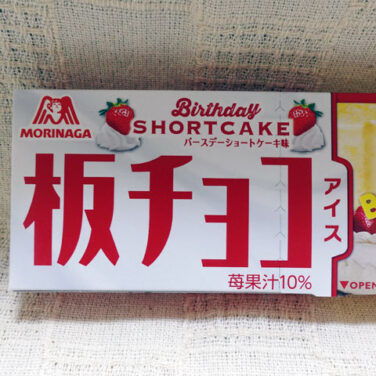 MORINAGA
Birthday
SHORTCAKE
バースデーショートケーキ味
板チョコ
アイス
苺果汁10%
B
▼OPEN